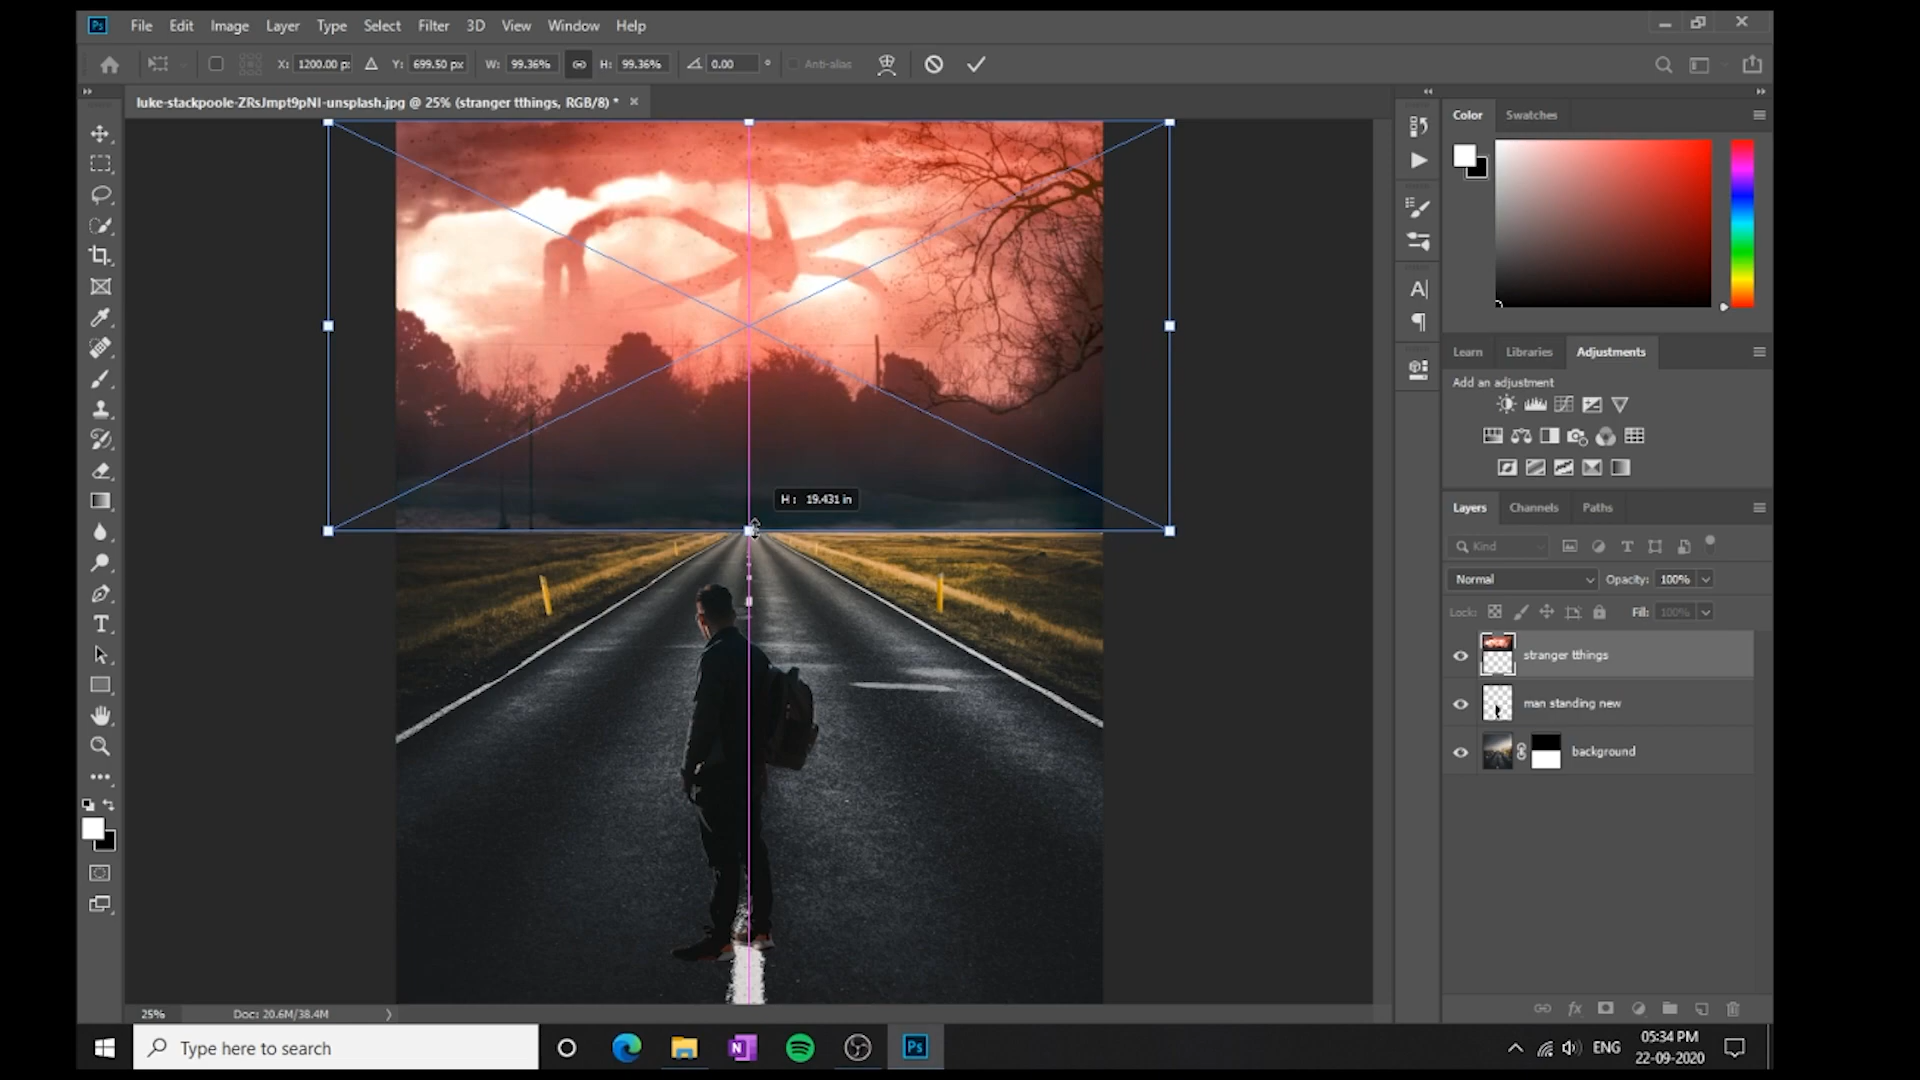 Ps File Edit Image Layer Type Select Filter 3D View Window Help
X: 1200.00 p: Y: 699.50 px W: 99.36% H: 99.36% 0.00 ° Anti-alias
luke-stackpoole-ZRsJmpt9pNI-unsplash.jpg @ 25% (stranger tthings, RGB/8) * ×
Color Swatches
Learn Libraries Adjustments
Add an adjustment
H : 19.431 in
Layers Channels Paths
Kind
Normal Opacity: 100%
Lock: Fill: 100%
stranger tthings
man standing new
background
25% Doc: 20.6M/38.4M
Type here to search
N
Ps
ENG
05:34 PM
22-09-2020